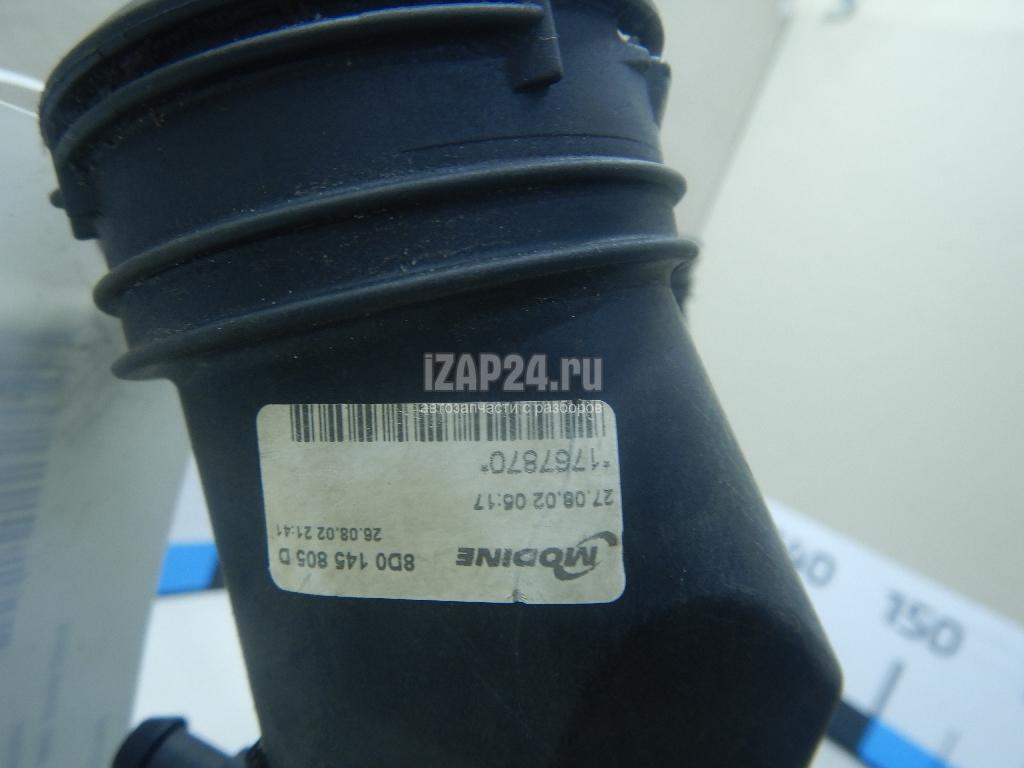 iZAP24.ru
автозапчасти с разборов
MODINE 8D0 145 805 D
26.08.02 21:41
27.08.02 05:17
*1767870*
40
150